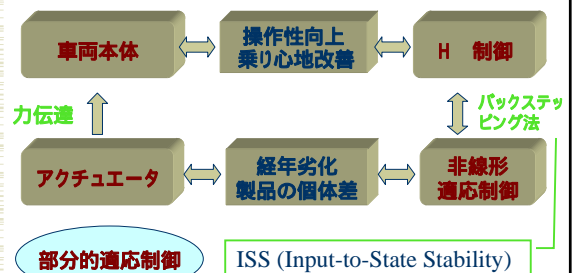 車両本体
操作性向上
乗り心地改善
H 制御
力伝達
バックステッ
ピング法
アクチュエータ
経年劣化
製品の個体差
非線形
適応制御
部分的適応制御
ISS (Input-to-State Stability)